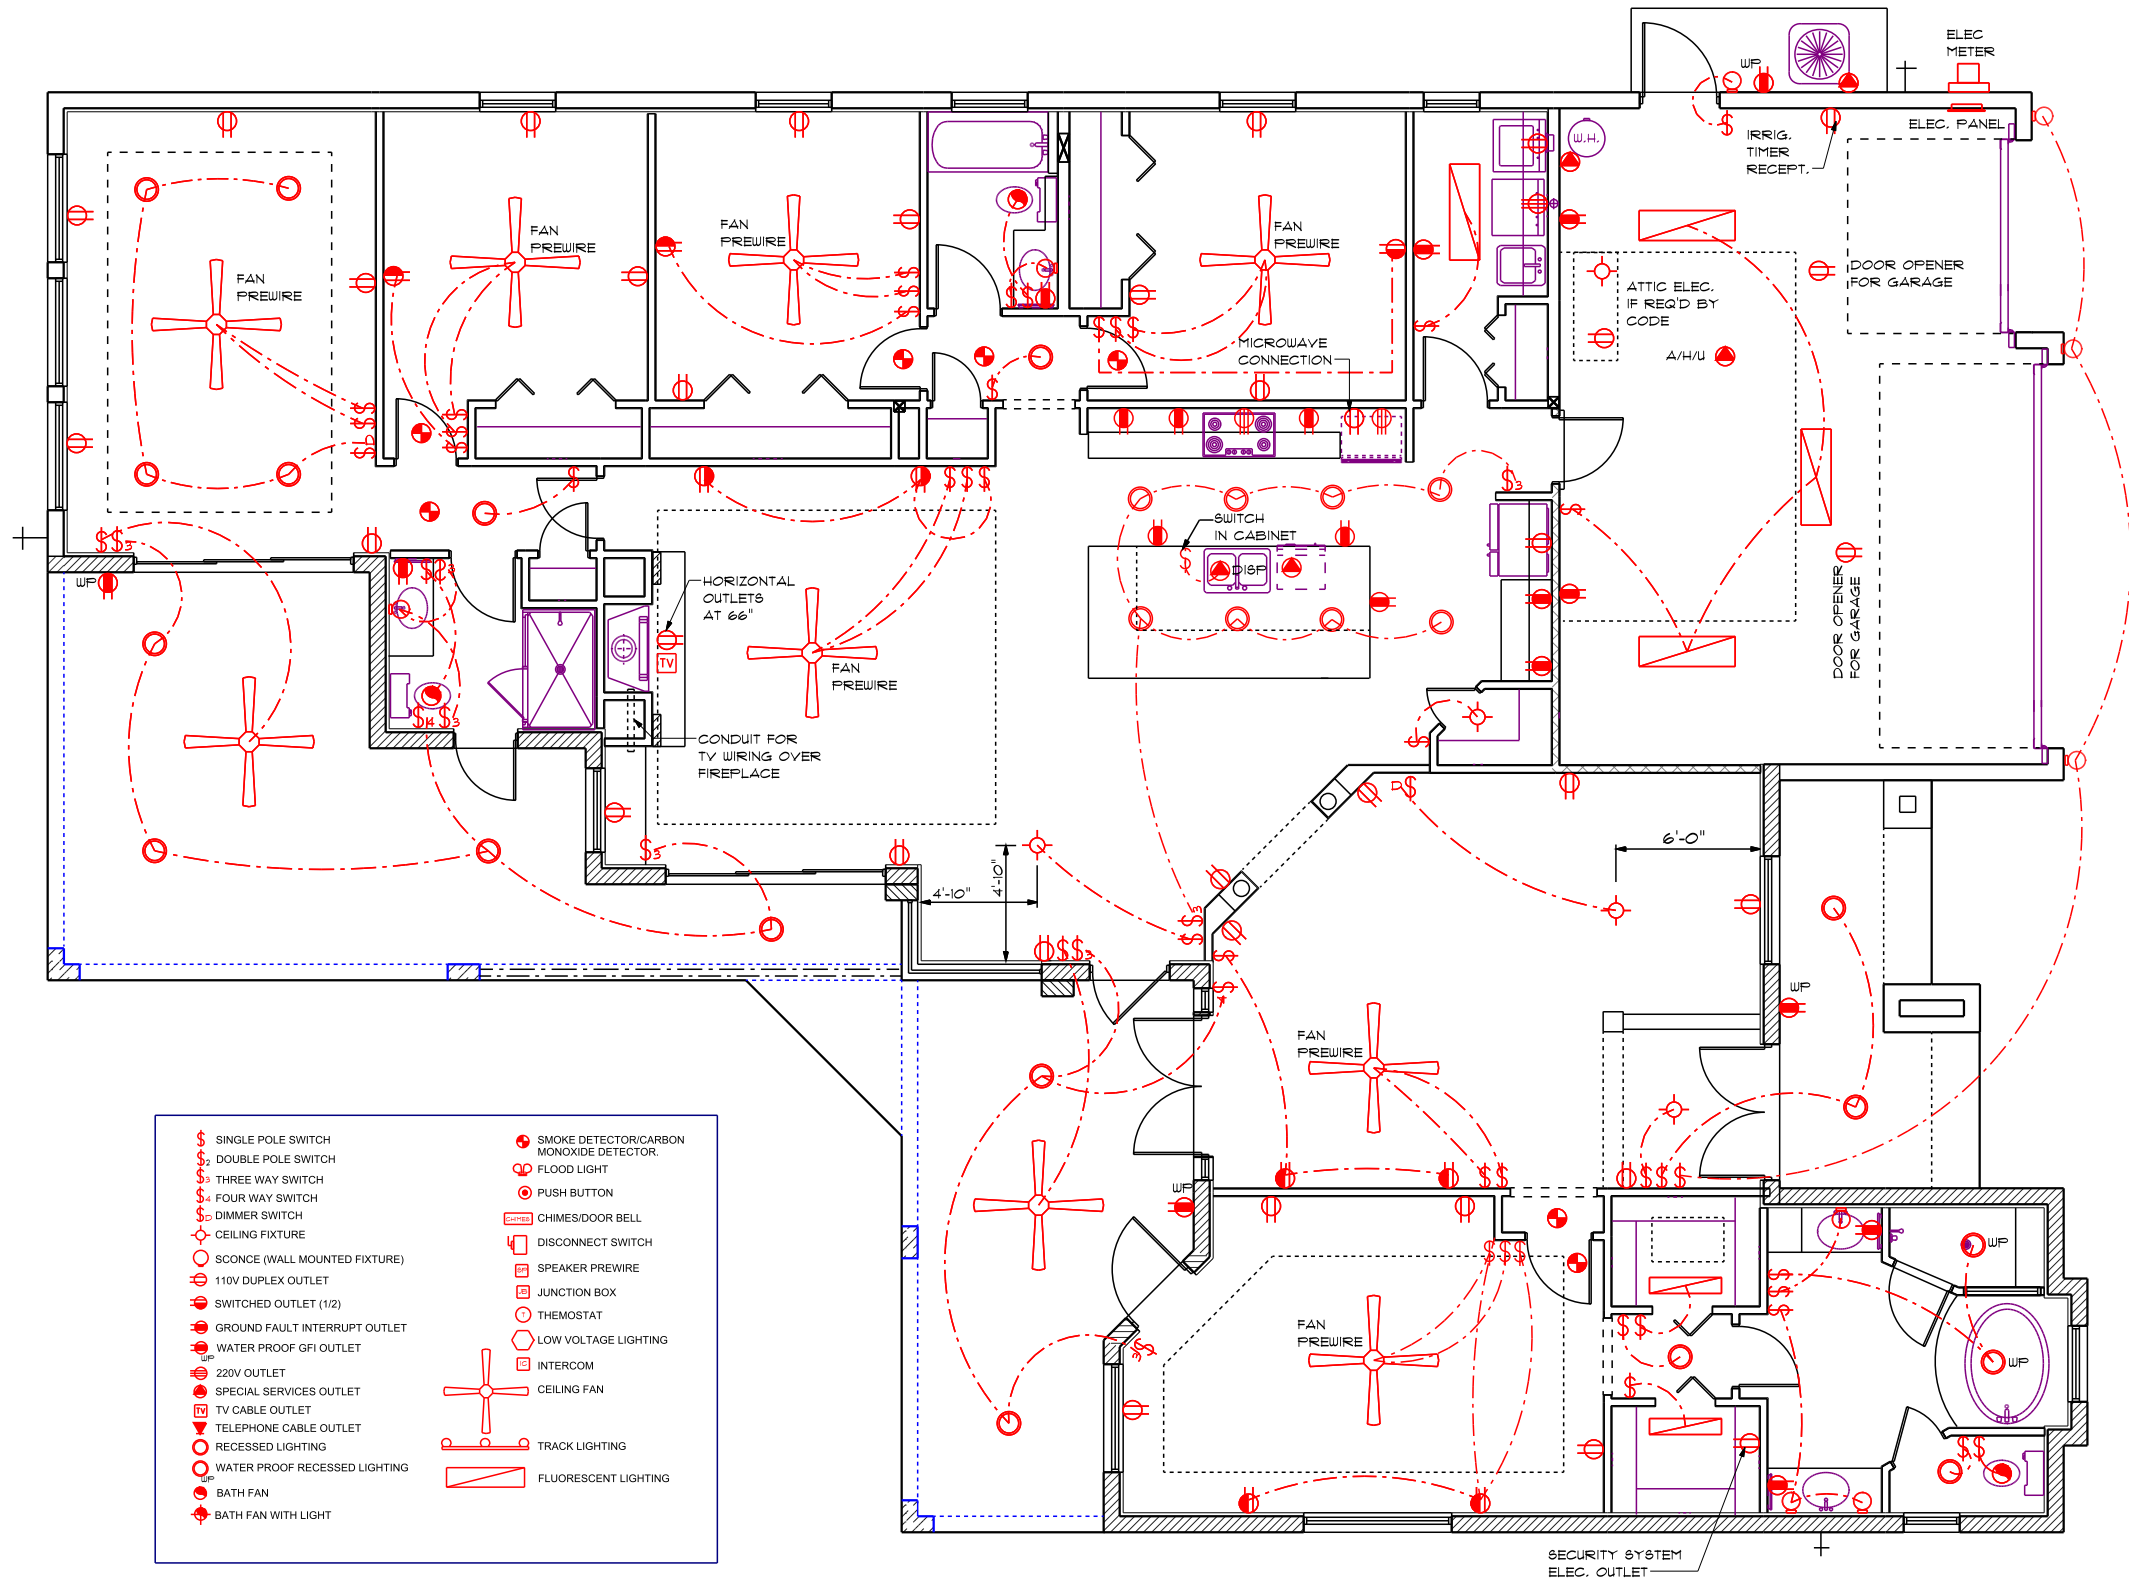 ELEC
METER
WP
ELEC. PANEL
IRRIG.
TIMER
RECEPT.
W.H.
FAN
PREWIRE
FAN
PREWIRE
FAN
PREWIRE
FAN
PREWIRE
DOOR OPENER
FOR GARAGE
ATTIC ELEC.
IF REQ'D BY
CODE
A/H/U
MICROWAVE
CONNECTION
SWITCH
IN CABINET
DISP
WP
HORIZONTAL
OUTLETS
AT 66"
TV
DOOR OPENER
FOR GARAGE
FAN
PREWIRE
CONDUIT FOR
TV WIRING OVER
FIREPLACE
6'-0"
4'-10"
4'-10"
WP
FAN
PREWIRE
WP
WP
WP
FAN
PREWIRE
SINGLE POLE SWITCH
DOUBLE POLE SWITCH
THREE WAY SWITCH
FOUR WAY SWITCH
DIMMER SWITCH
CEILING FIXTURE
SCONCE (WALL MOUNTED FIXTURE)
110V DUPLEX OUTLET
SWITCHED OUTLET (1/2)
GROUND FAULT INTERRUPT OUTLET
WATER PROOF GFI OUTLET
WP
220V OUTLET
SPECIAL SERVICES OUTLET
TV CABLE OUTLET
TELEPHONE CABLE OUTLET
RECESSED LIGHTING
WATER PROOF RECESSED LIGHTING
WP
BATH FAN
BATH FAN WITH LIGHT
SMOKE DETECTOR/CARBON
MONOXIDE DETECTOR.
FLOOD LIGHT
PUSH BUTTON
CHIMES CHIMES/DOOR BELL
DISCONNECT SWITCH
SP SPEAKER PREWIRE
JB JUNCTION BOX
T THEMOSTAT
LOW VOLTAGE LIGHTING
IC INTERCOM
CEILING FAN
TRACK LIGHTING
FLUORESCENT LIGHTING
SECURITY SYSTEM
ELEC. OUTLET